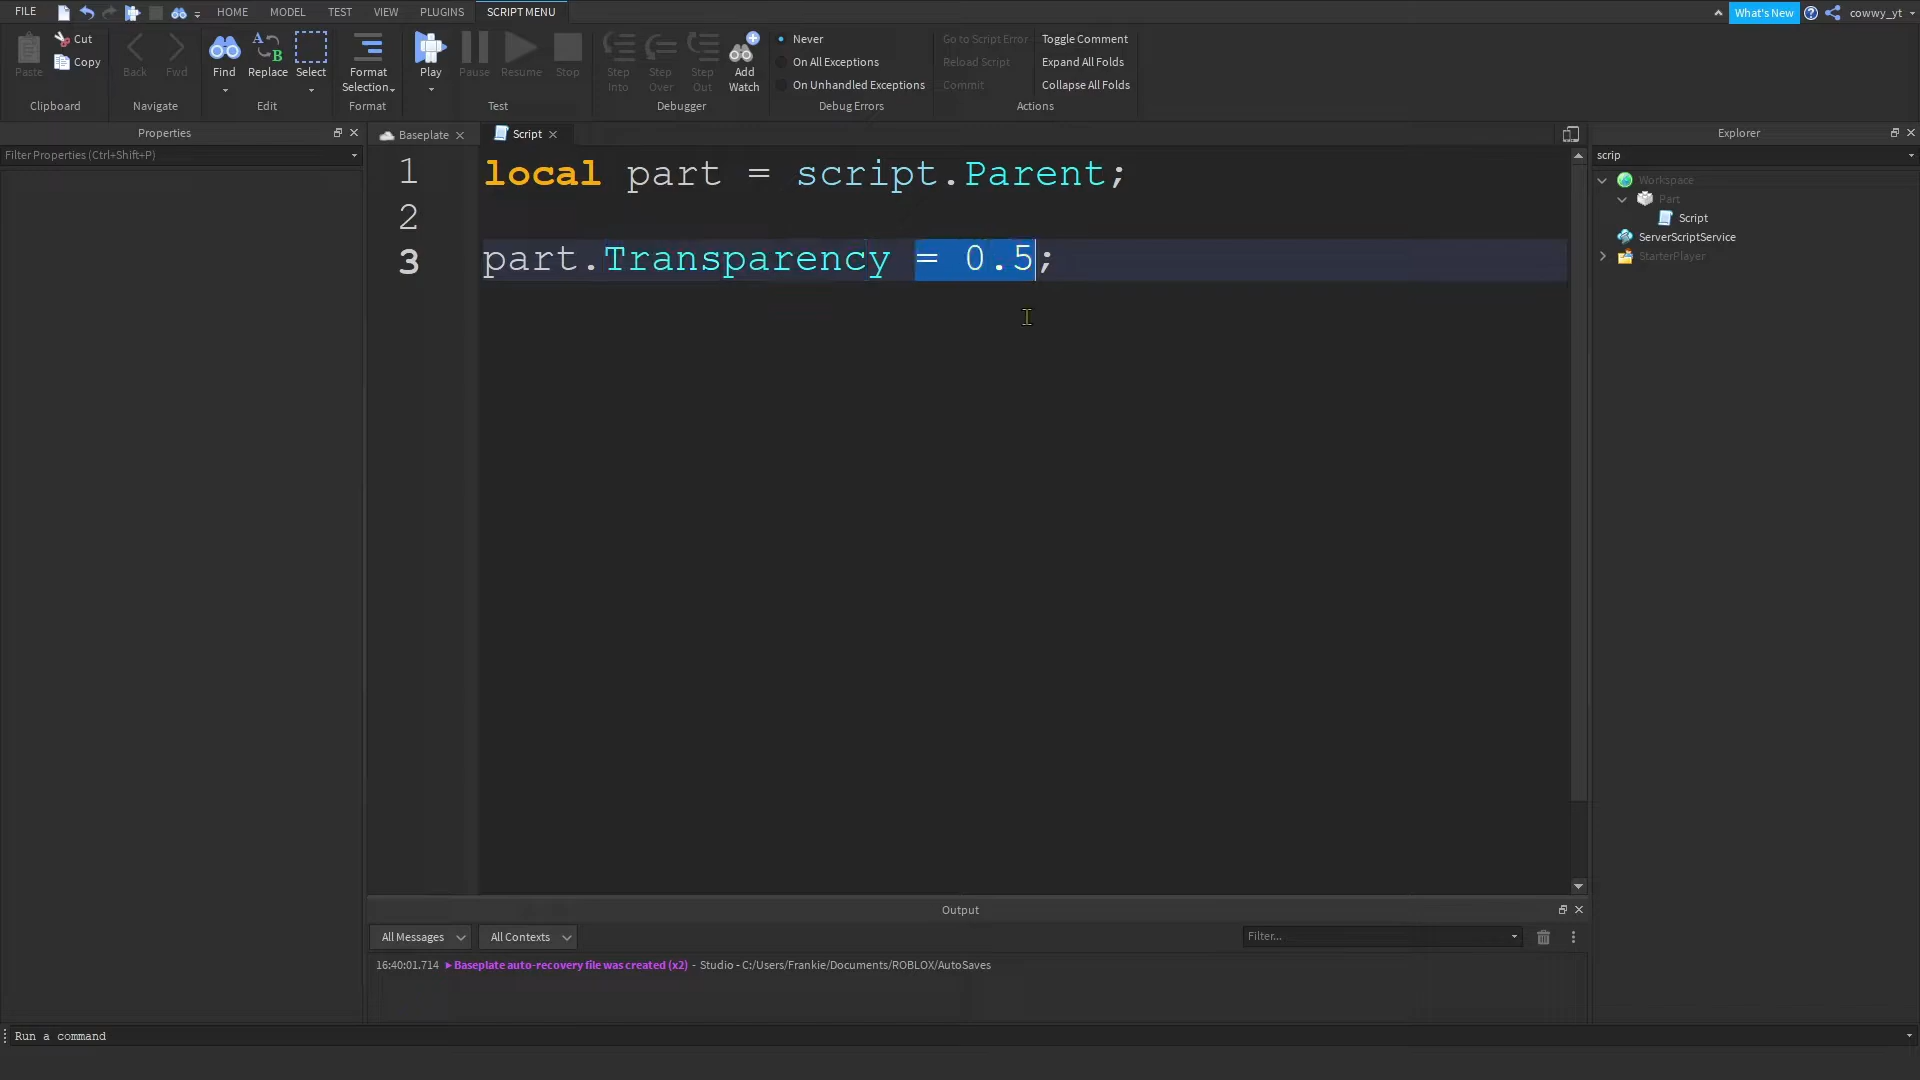 FILE HOME MODEL TEST VIEW PLUGINS SCRIPT MENU What's New cowwy_yt
Paste Cut Copy Clipboard
Back Fwd Navigate
Find Replace Select Edit
Format Selection Format
Play Pause Resume Stop Test
Step Into Step Over Step Out Add Watch Debugger
Never
On All Exceptions
On Unhandled Exceptions
Debug Errors
Go to Script Error Toggle Comment
Reload Script Expand All Folds
Commit Collapse All Folds
Actions
Properties
Filter Properties (Ctrl+Shift+P)
Baseplate Script
1 local part = script.Parent;
2
3 part.Transparency = 0.5;
Explorer
scrip
Workspace
Part
Script
ServerScriptService
StarterPlayer
Output
All Messages All Contexts Filter...
16:40:01.714 Baseplate auto-recovery file was created (x2) - Studio - C:/Users/Frankie/Documents/ROBLOX/AutoSaves
Run a command